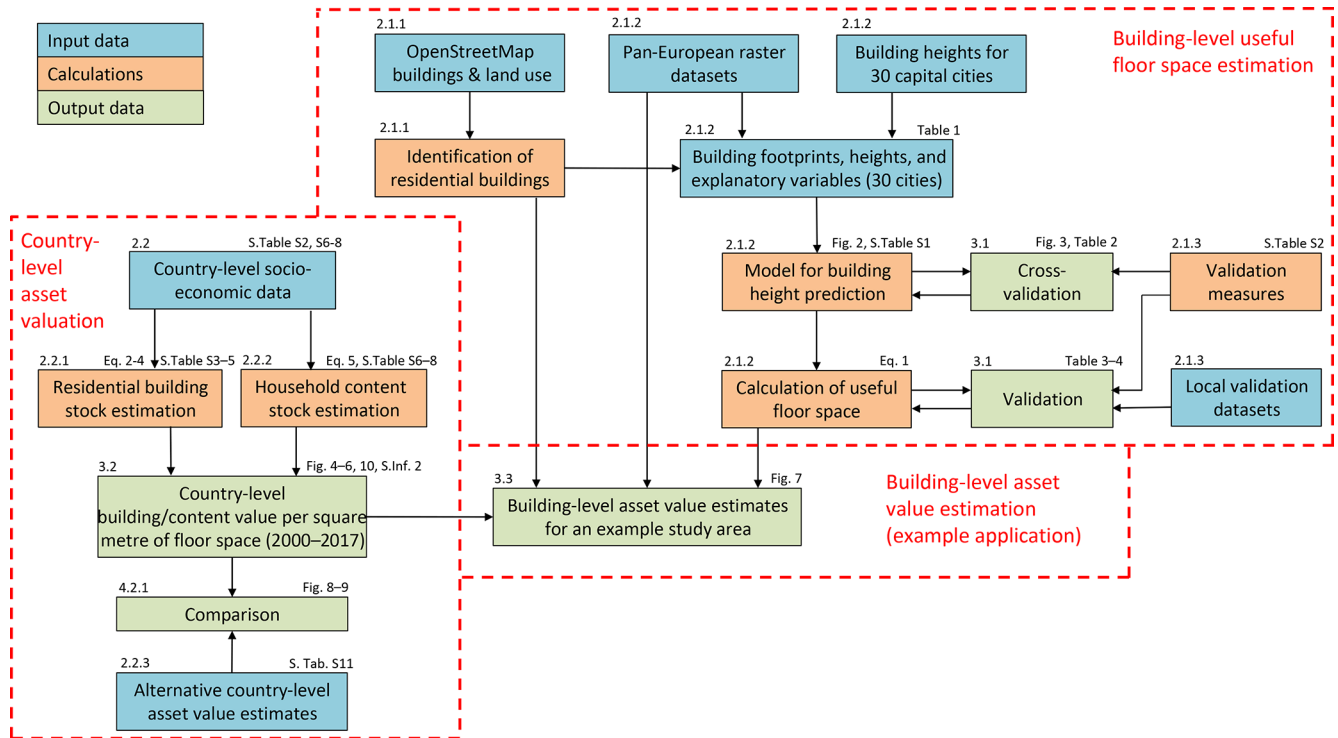 Input data
Calculations
Output data
2.1.1
OpenStreetMap
buildings & land use
2.1.2
Pan-European raster
datasets
2.1.2
Building heights for
30 capital cities
Building-level useful
floor space estimation
2.1.1
Identification of
residential buildings
2.1.2
Table 1
Building footprints, heights, and
explanatory variables (30 cities)
Country-
level
asset
valuation
2.2
S.Table S2, S6-8
Country-level socio-
economic data
2.1.2
Fig. 2, S.Table S1
Model for building
height prediction
3.1
Fig. 3, Table 2
Cross-
validation
2.1.3
S.Table S2
Validation
measures
2.2.1
Eq. 2-4
S.Table S3–5
Residential building
stock estimation
2.2.2
Eq. 5, S.Table S6–8
Household content
stock estimation
2.1.2
Eq. 1
Calculation of useful
floor space
3.1
Table 3–4
Validation
2.1.3
Local validation
datasets
3.2
Fig. 4–6, 10, S.Inf. 2
Country-level
building/content value per square
metre of floor space (2000–2017)
3.3
Fig. 7
Building-level asset value estimates
for an example study area
Building-level asset
value estimation
(example application)
4.2.1
Fig. 8–9
Comparison
2.2.3
S. Tab. S11
Alternative country-level
asset value estimates